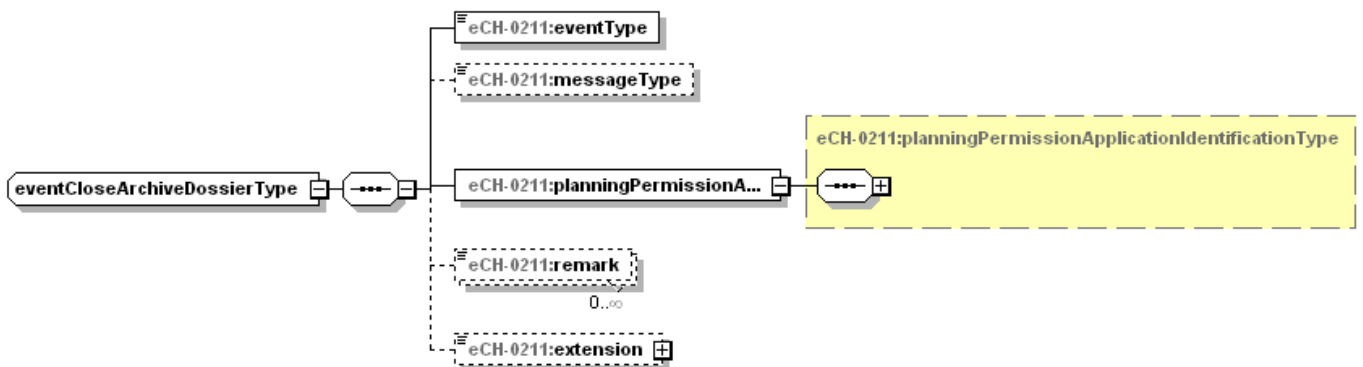 eCH-0211:eventType
eCH-0211:messageType
eCH-0211:planningPermissionApplicationIdentificationType
eventCloseArchiveDossierType
eCH-0211:planningPermissionA...
eCH-0211:remark
0..∞
eCH-0211:extension